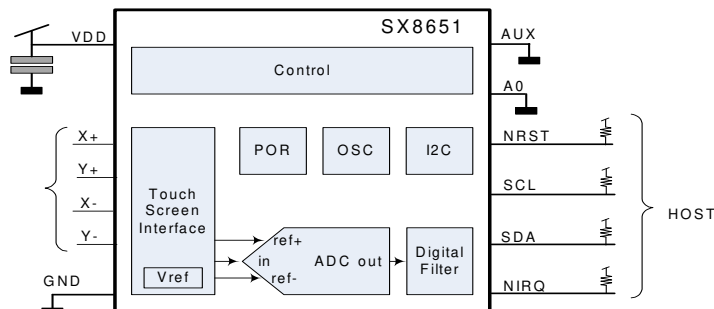 SX8651
VDD
AUX
Control
A0
X+
NRST
POR
OSC
I2C
Y+
Touch
Screen
Interface
SCL
X-
HOST
Y-
ref+
SDA
in
ADC out
Digital
Filter
Vref
ref-
GND
NIRQ